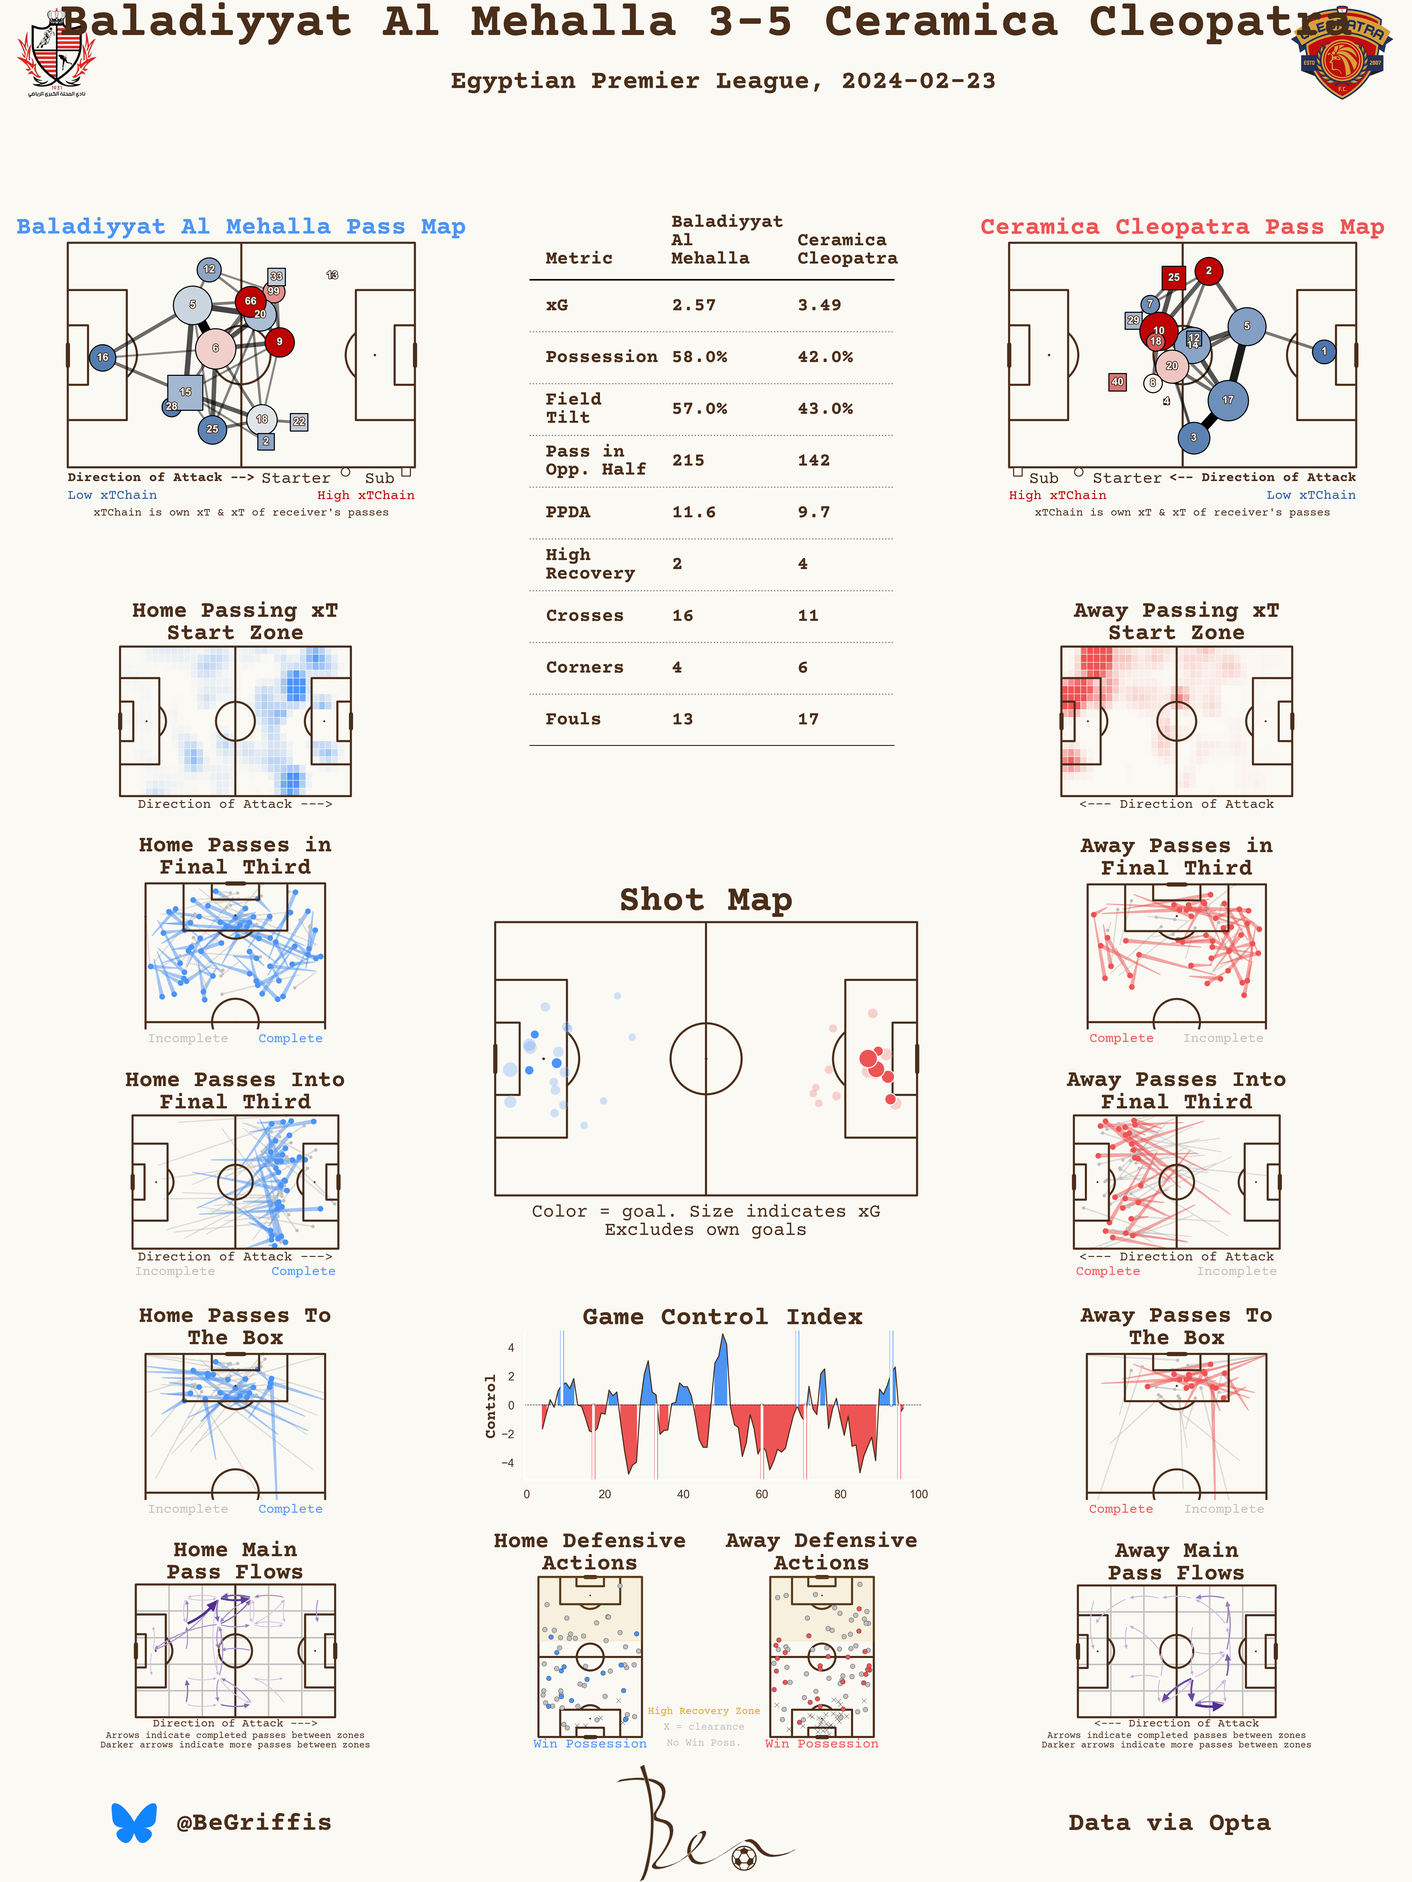 Baladiyyat Al Mehalla 3-5 Ceramica Cleopatra
Egyptian Premier League, 2024-02-23
1931
نادي المحلة الكبرى الرياضي
CLEOPATRA
ESTD 2007
F.C.
Baladiyyat Al Mehalla Pass Map
12
33
13
99
5
66
20
9
6
16
15
28
18
22
25
2
Direction of Attack --> Starter Sub
Low xTChain High xTChain
xTChain is own xT & xT of receiver's passes
Metric Baladiyyat Al Mehalla Ceramica Cleopatra
xG 2.57 3.49
Possession 58.0% 42.0%
Field Tilt 57.0% 43.0%
Pass in Opp. Half 215 142
PPDA 11.6 9.7
High Recovery 2 4
Crosses 16 11
Corners 4 6
Fouls 13 17
Ceramica Cleopatra Pass Map
25
2
7
29
10
5
12
14
18
1
20
40
8
4
17
3
Sub Starter <-- Direction of Attack
High xTChain Low xTChain
xTChain is own xT & xT of receiver's passes
Home Passing xT
Start Zone
Direction of Attack --->
Away Passing xT
Start Zone
<--- Direction of Attack
Home Passes in
Final Third
Incomplete Complete
Away Passes in
Final Third
Complete Incomplete
Shot Map
Color = goal. Size indicates xG
Excludes own goals
Home Passes Into
Final Third
Direction of Attack --->
Incomplete Complete
Away Passes Into
Final Third
<--- Direction of Attack
Complete Incomplete
Home Passes To
The Box
Incomplete Complete
Game Control Index
Control
4
2
0
−2
−4
0 20 40 60 80 100
Away Passes To
The Box
Complete Incomplete
Home Main
Pass Flows
Direction of Attack --->
Arrows indicate completed passes between zones
Darker arrows indicate more passes between zones
Home Defensive
Actions
Win Possession
Away Defensive
Actions
Win Possession
High Recovery Zone
X = clearance
No Win Poss.
Away Main
Pass Flows
<--- Direction of Attack
Arrows indicate completed passes between zones
Darker arrows indicate more passes between zones
@BeGriffis
Ben
Data via Opta